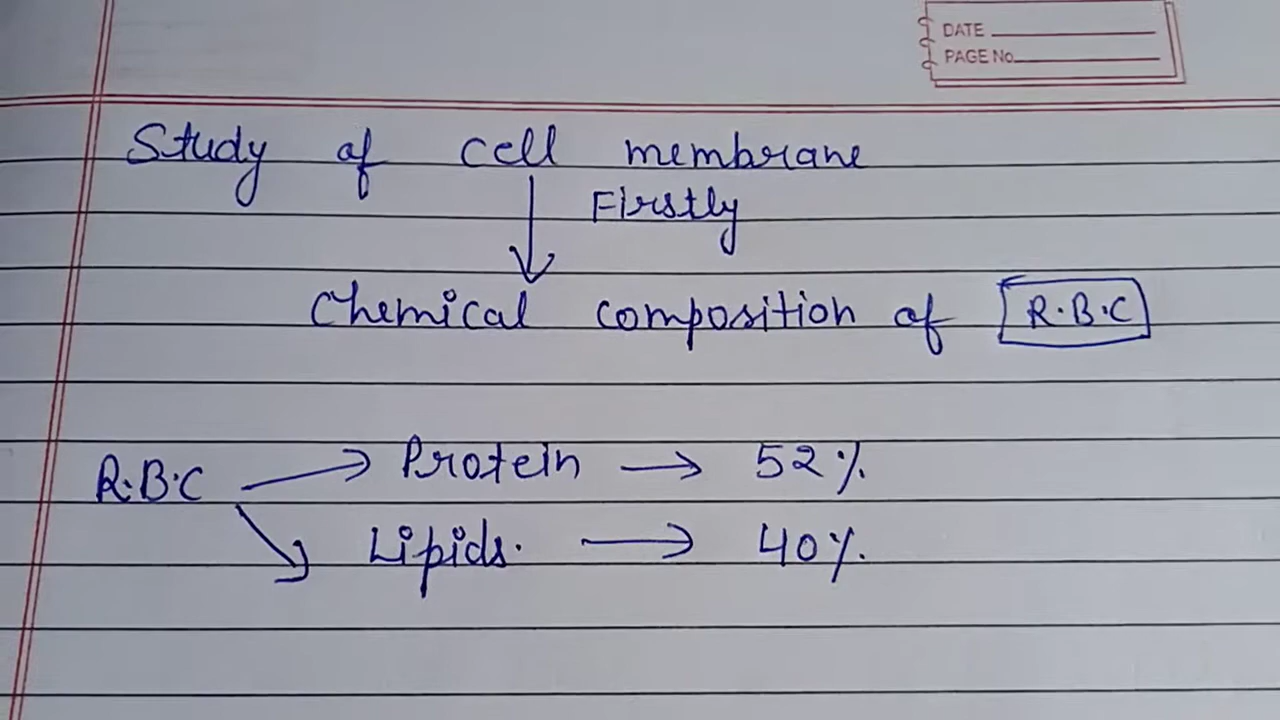 DATE
PAGE No.
Study of cell membrane
Firstly
Chemical composition of R.B.C
R.B.C → Protein → 52%.
↘ Lipids. → 40%.